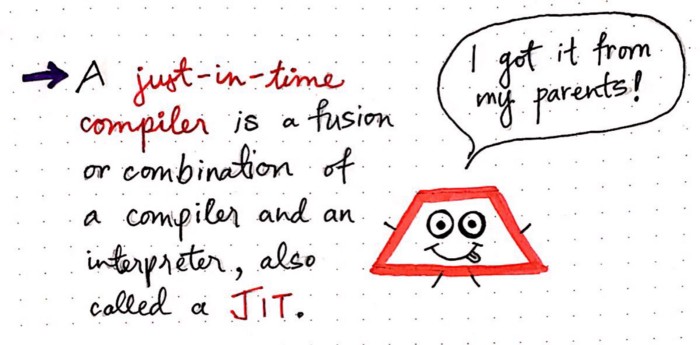 A just-in-time
compiler is a fusion
or combination of
a compiler and an
interpreter, also
called a JIT.
I got it from
my parents!